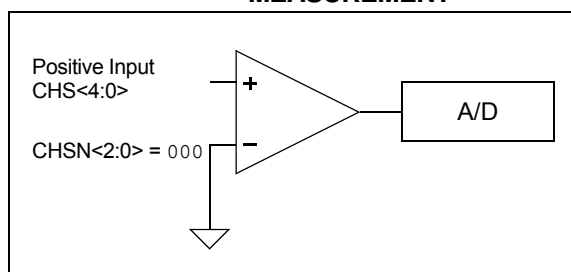 MEASUREMENT
Positive Input
CHS<4:0>
+
A/D
CHSN<2:0> = 000
–